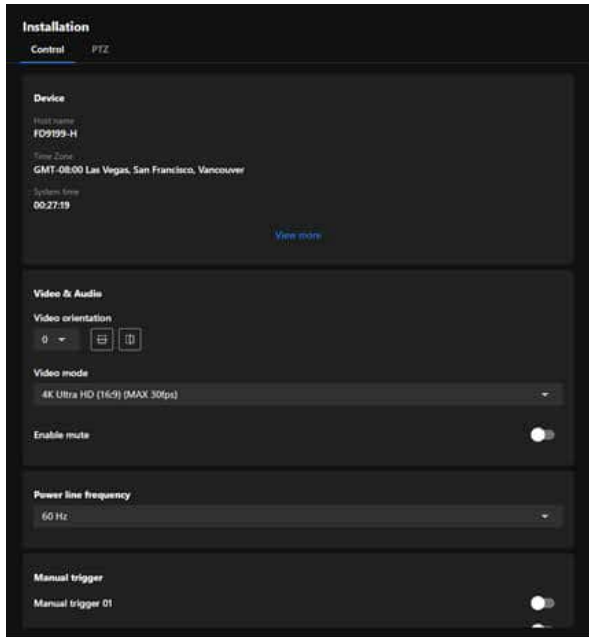 Installation
Control PTZ
Device
Host name
FD9199-H
Time Zone
GMT-08:00 Las Vegas, San Francisco, Vancouver
System time
00:27:19
View more
Video & Audio
Video orientation
0
Video mode
4K Ultra HD (16:9) (MAX 30fps)
Enable mute
Power line frequency
60 Hz
Manual trigger
Manual trigger 01